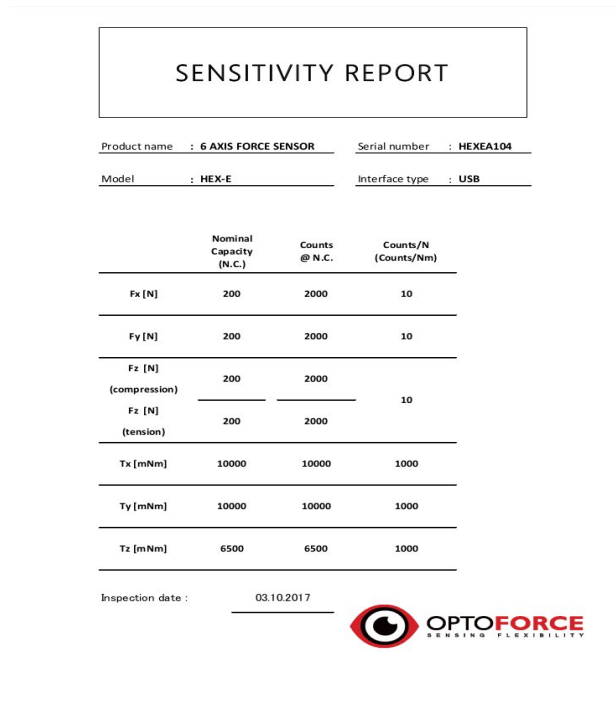 SENSITIVITY REPORT
Product name : 6 AXIS FORCE SENSOR Serial number : HEXEA104
Model : HEX-E Interface type : USB
Nominal Capacity (N.C.) Counts @ N.C. Counts/N (Counts/Nm)
Fx [N] 200 2000 10
Fy [N] 200 2000 10
Fz [N] (compression) 200 2000 10
Fz [N] (tension) 200 2000
Tx [mNm] 10000 10000 1000
Ty [mNm] 10000 10000 1000
Tz [mNm] 6500 6500 1000
Inspection date : 03.10.2017
OPTOFORCE
SENSING FLEXIBILITY